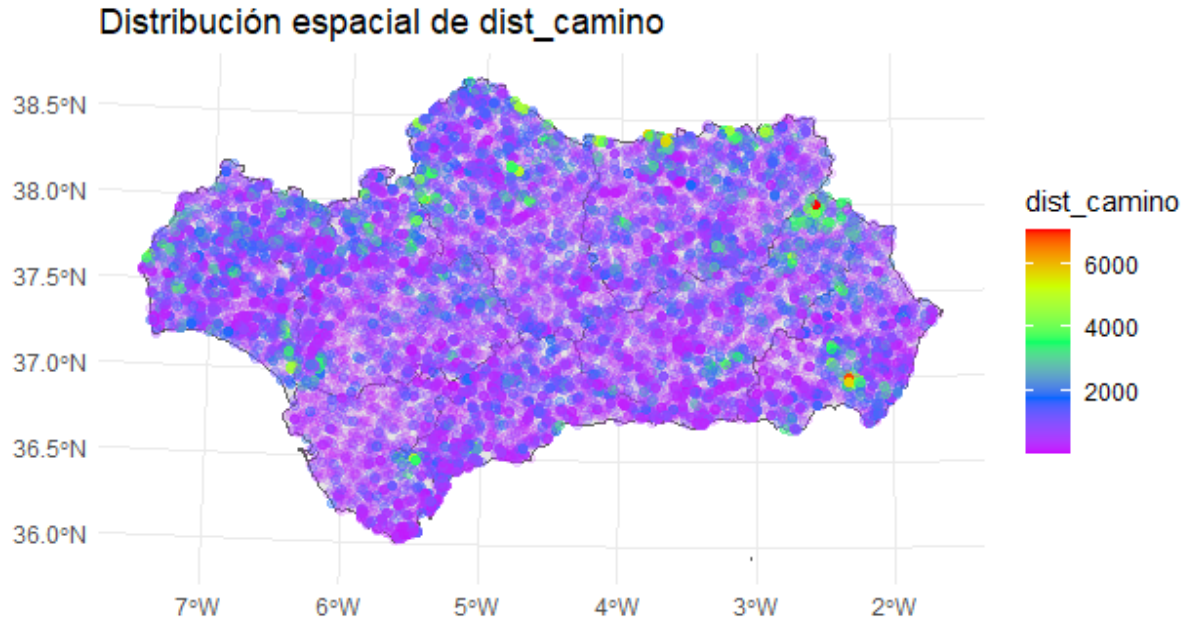 Distribución espacial de dist_camino
38.5°N
38.0°N
37.5°N
37.0°N
36.5°N
36.0°N
7°W 6°W 5°W 4°W 3°W 2°W
dist_camino
6000
4000
2000